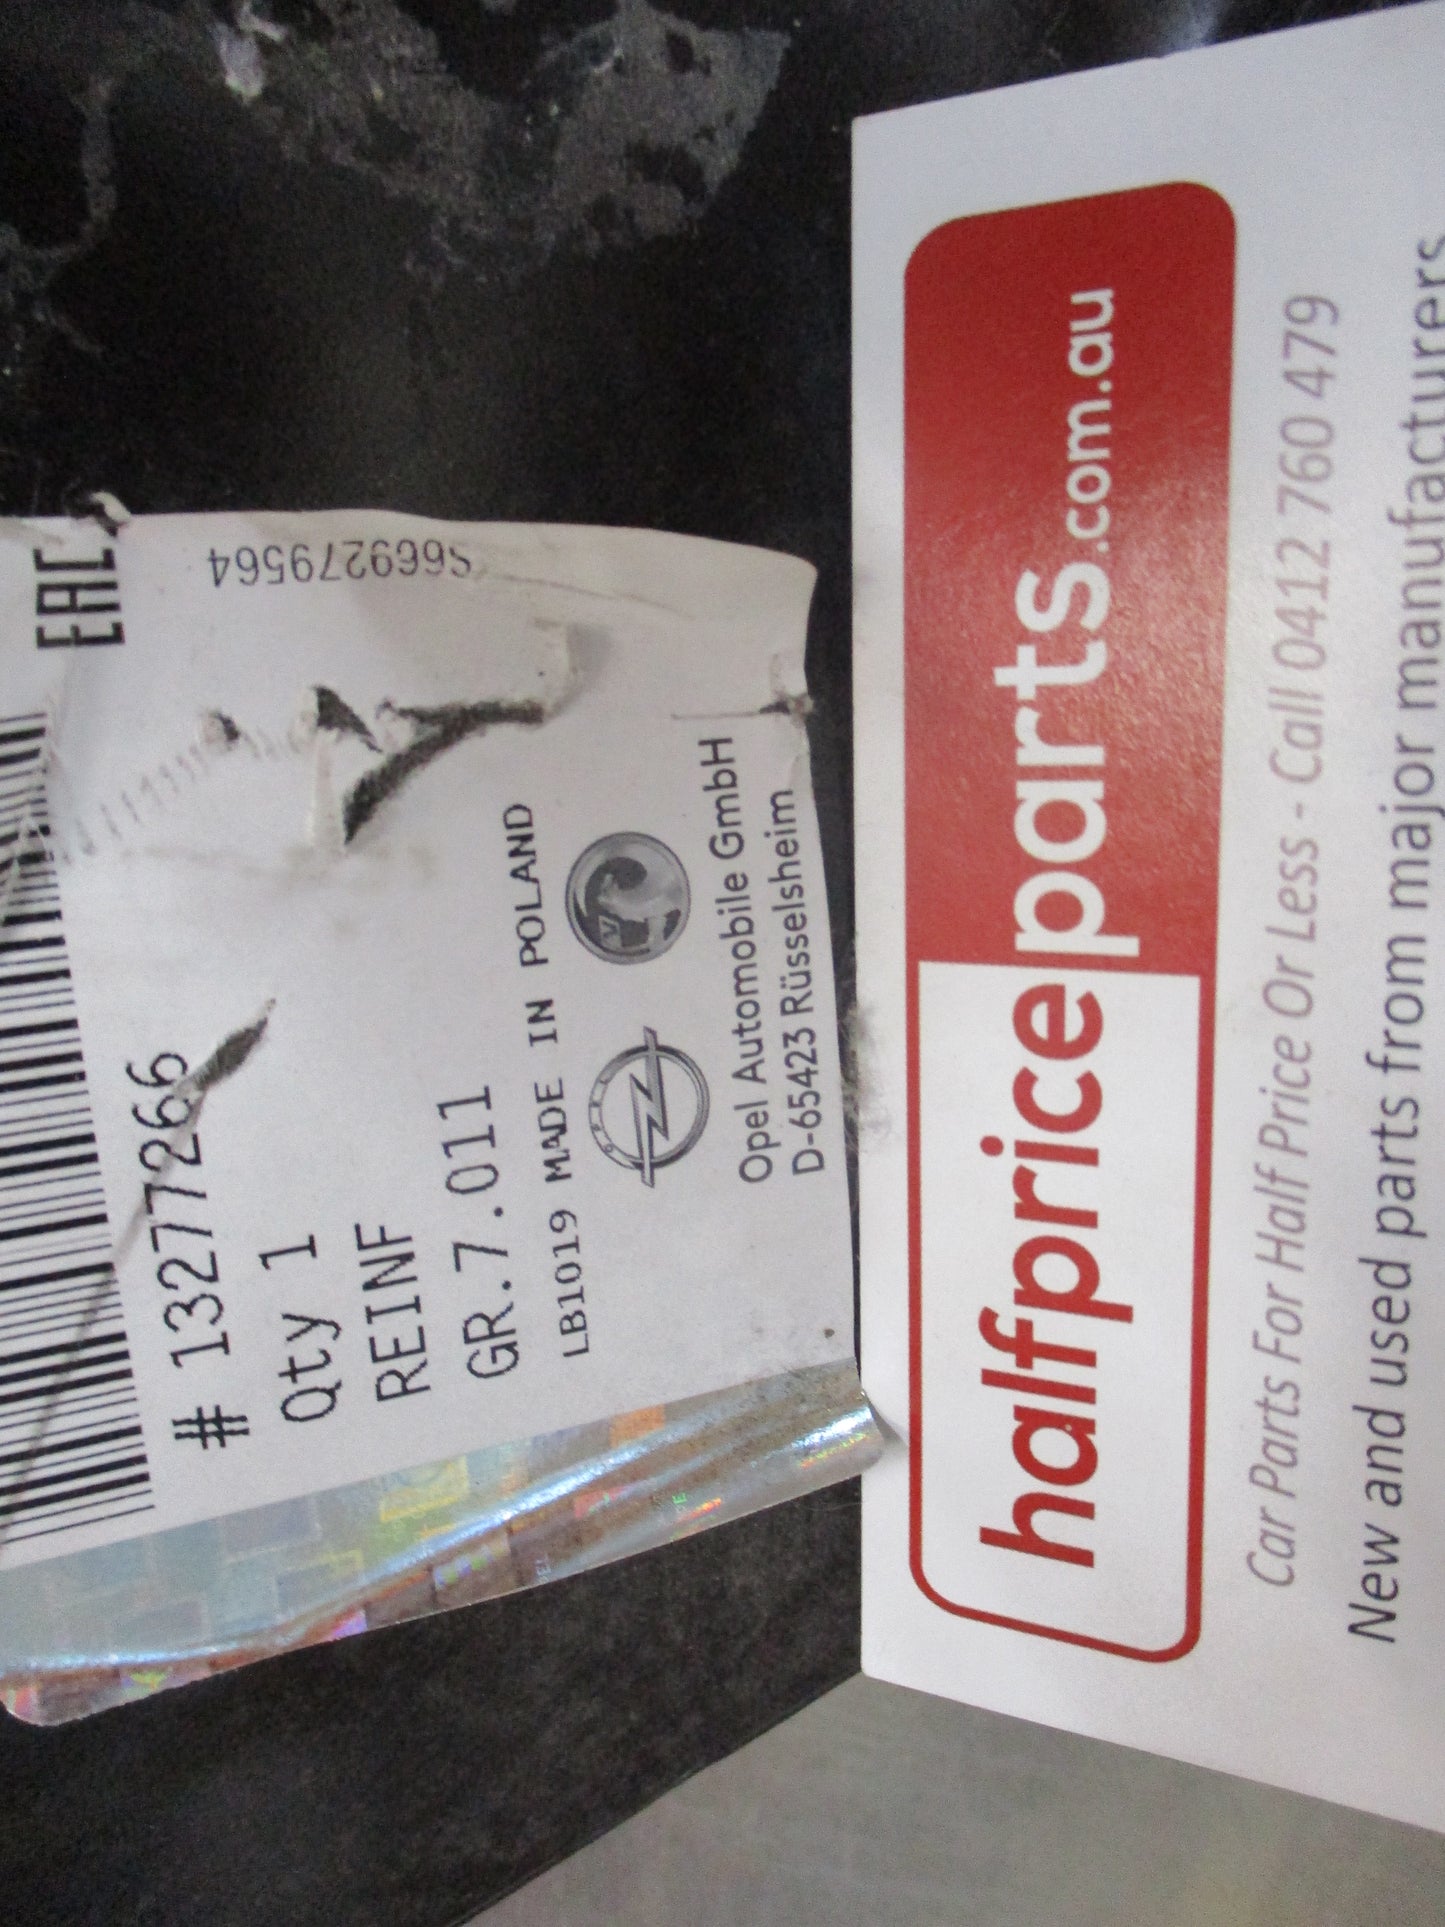 EAC
S669279564
# 13277266
Qty 1
REINF
GR.7.011
LB1019 MADE IN POLAND
Opel Automobile GmbH
D-65423 Rüsselsheim
halfpriceparts.com.au
Car Parts For Half Price Or Less - Call 0412 760 479
New and used parts from major manufacturers